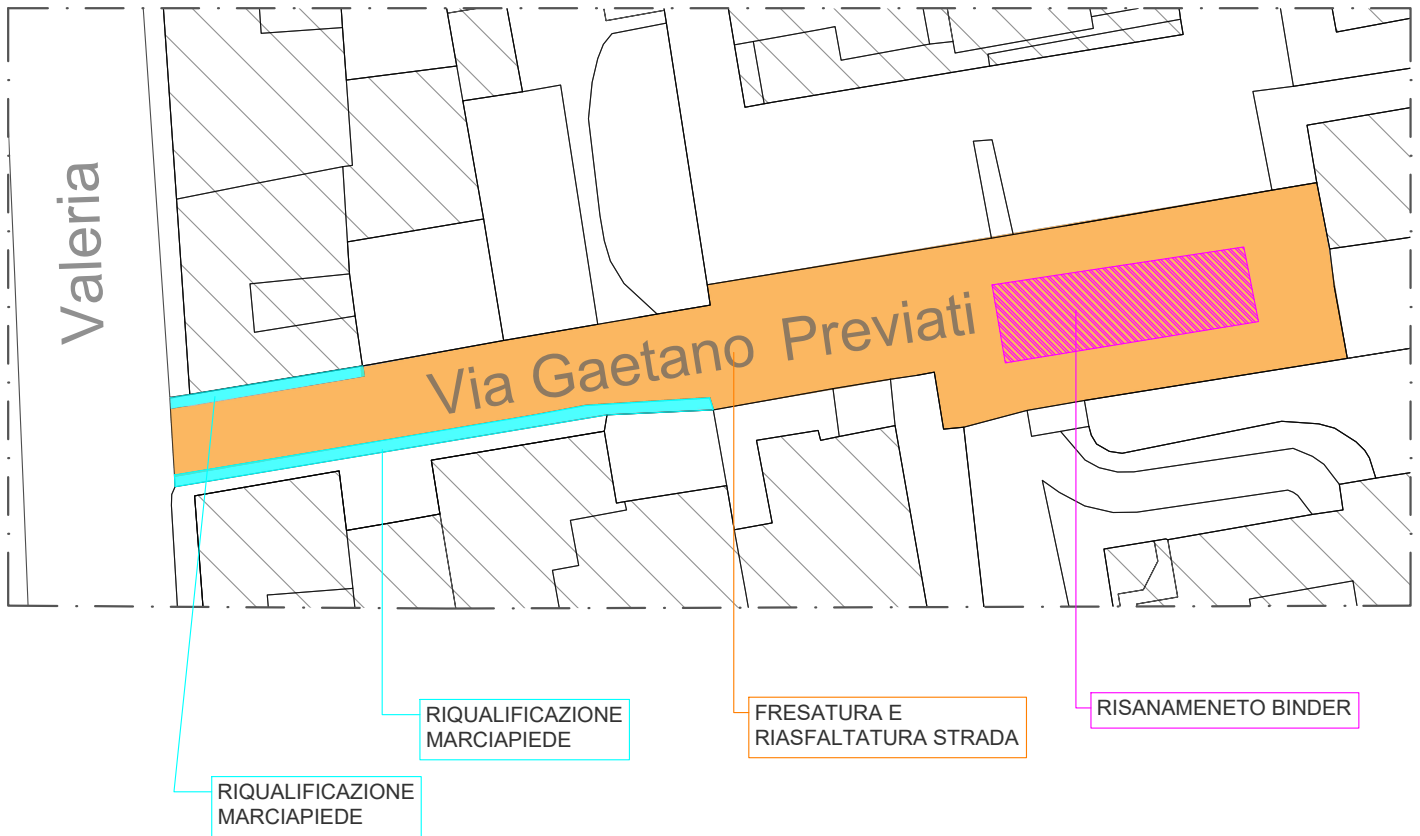 Valeria
Via Gaetano Previati
RIQUALIFICAZIONE
MARCIAPIEDE
FRESATURA E
RIASFALTATURA STRADA
RISANAMENETO BINDER
RIQUALIFICAZIONE
MARCIAPIEDE